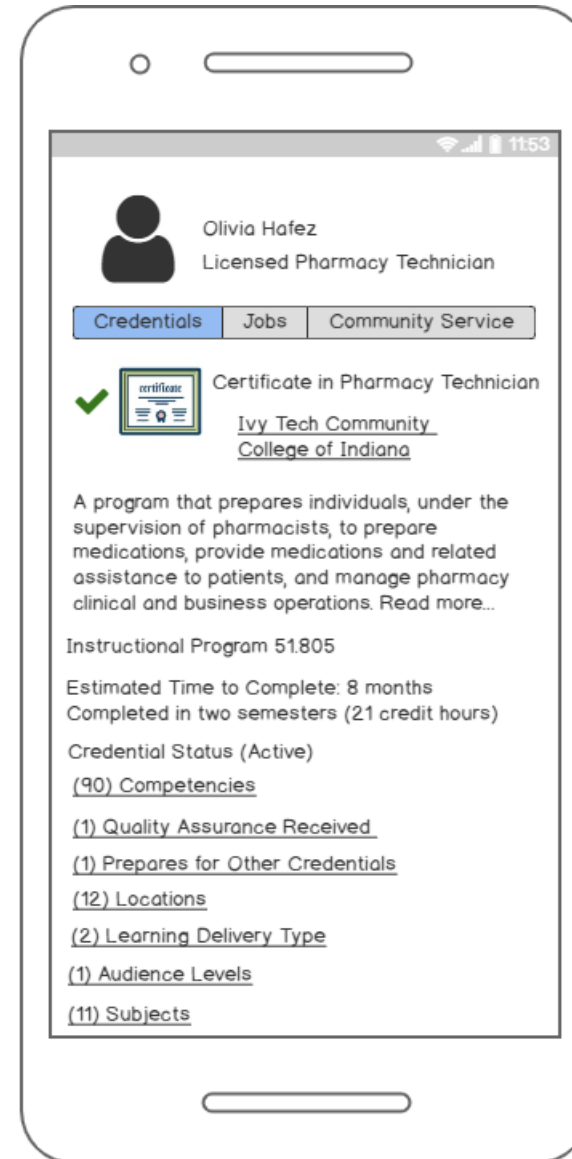 11:53
Olivia Hafez
Licensed Pharmacy Technician
Credentials Jobs Community Service
certificate
Certificate in Pharmacy Technician
Ivy Tech Community
College of Indiana
A program that prepares individuals, under the
supervision of pharmacists, to prepare
medications, provide medications and related
assistance to patients, and manage pharmacy
clinical and business operations. Read more...
Instructional Program 51.805
Estimated Time to Complete: 8 months
Completed in two semesters (21 credit hours)
Credential Status (Active)
(90) Competencies
(1) Quality Assurance Received
(1) Prepares for Other Credentials
(12) Locations
(2) Learning Delivery Type
(1) Audience Levels
(11) Subjects